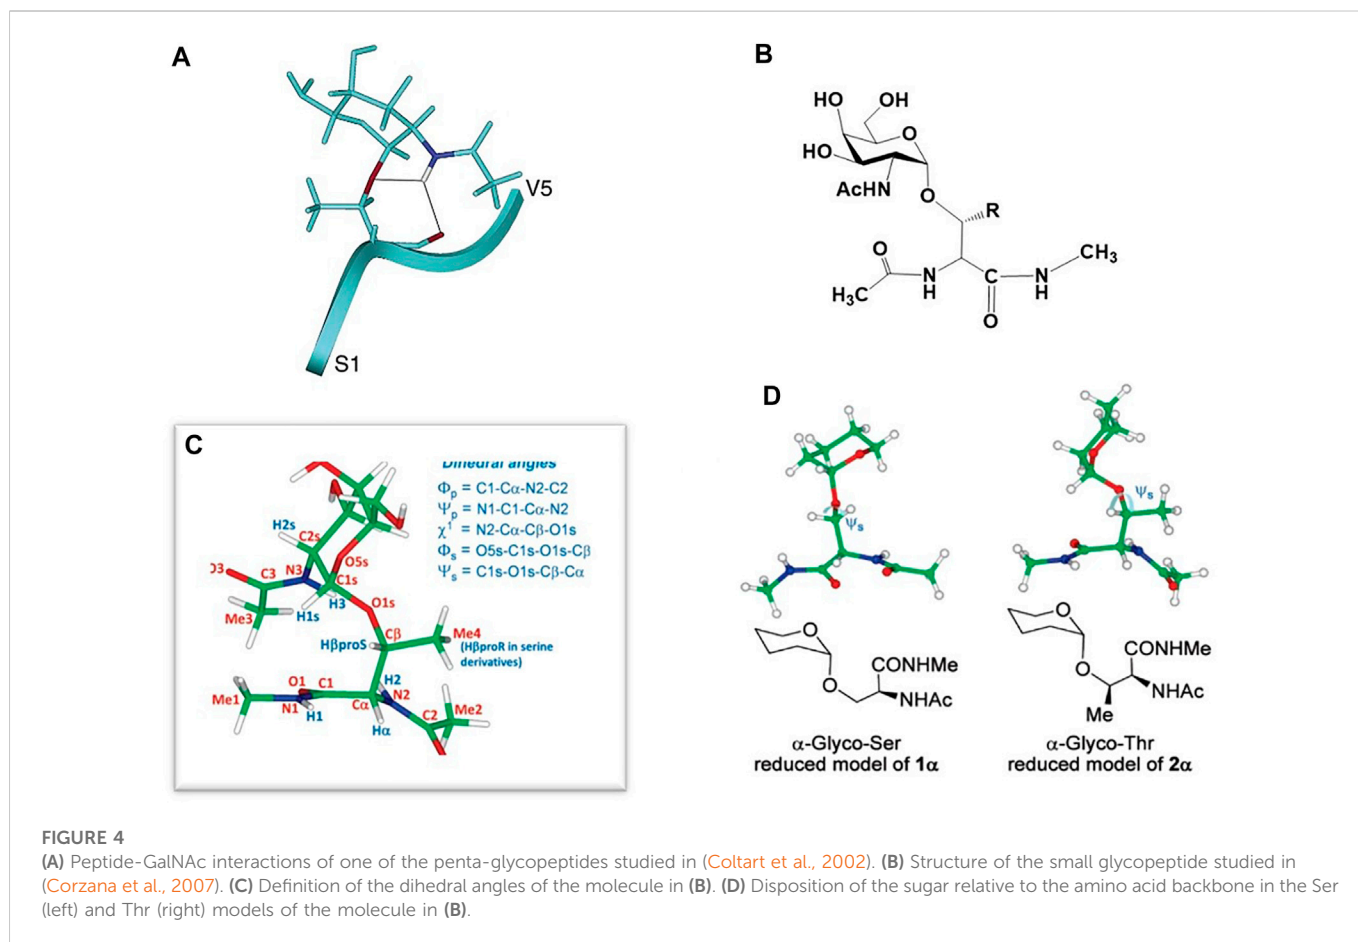 A
V5
S1
B
HO
OH
O
HO
AcHN
O
R
O
CH3
N
H
C
N
H
H3C
O
C
Dihedral angles
Φp = C1-Cα-N2-C2
Ψp = N1-C1-Cα-N2
χ1 = N2-Cα-Cβ-O1s
Φs = O5s-C1s-O1s-Cβ
Ψs = C1s-O1s-Cβ-Cα
H2s
C2s
O5s
O3
C3
N3
C1s
H3
O1s
Me3
H1s
Cβ
HβproS
Me4
(HβproR in serine
derivatives)
O1
C1
H2
N2
Me1
N1
H1
Cα
C2
Me2
Hα
D
Ψs
Ψs
O
CONHMe
O
NHAc
O
CONHMe
O
NHAc
Me
α-Glyco-Ser
reduced model of 1α
α-Glyco-Thr
reduced model of 2α
FIGURE 4
(A) Peptide-GalNAc interactions of one of the penta-glycopeptides studied in (Coltart et al., 2002). (B) Structure of the small glycopeptide studied in
(Corzana et al., 2007). (C) Definition of the dihedral angles of the molecule in (B). (D) Disposition of the sugar relative to the amino acid backbone in the Ser
(left) and Thr (right) models of the molecule in (B).